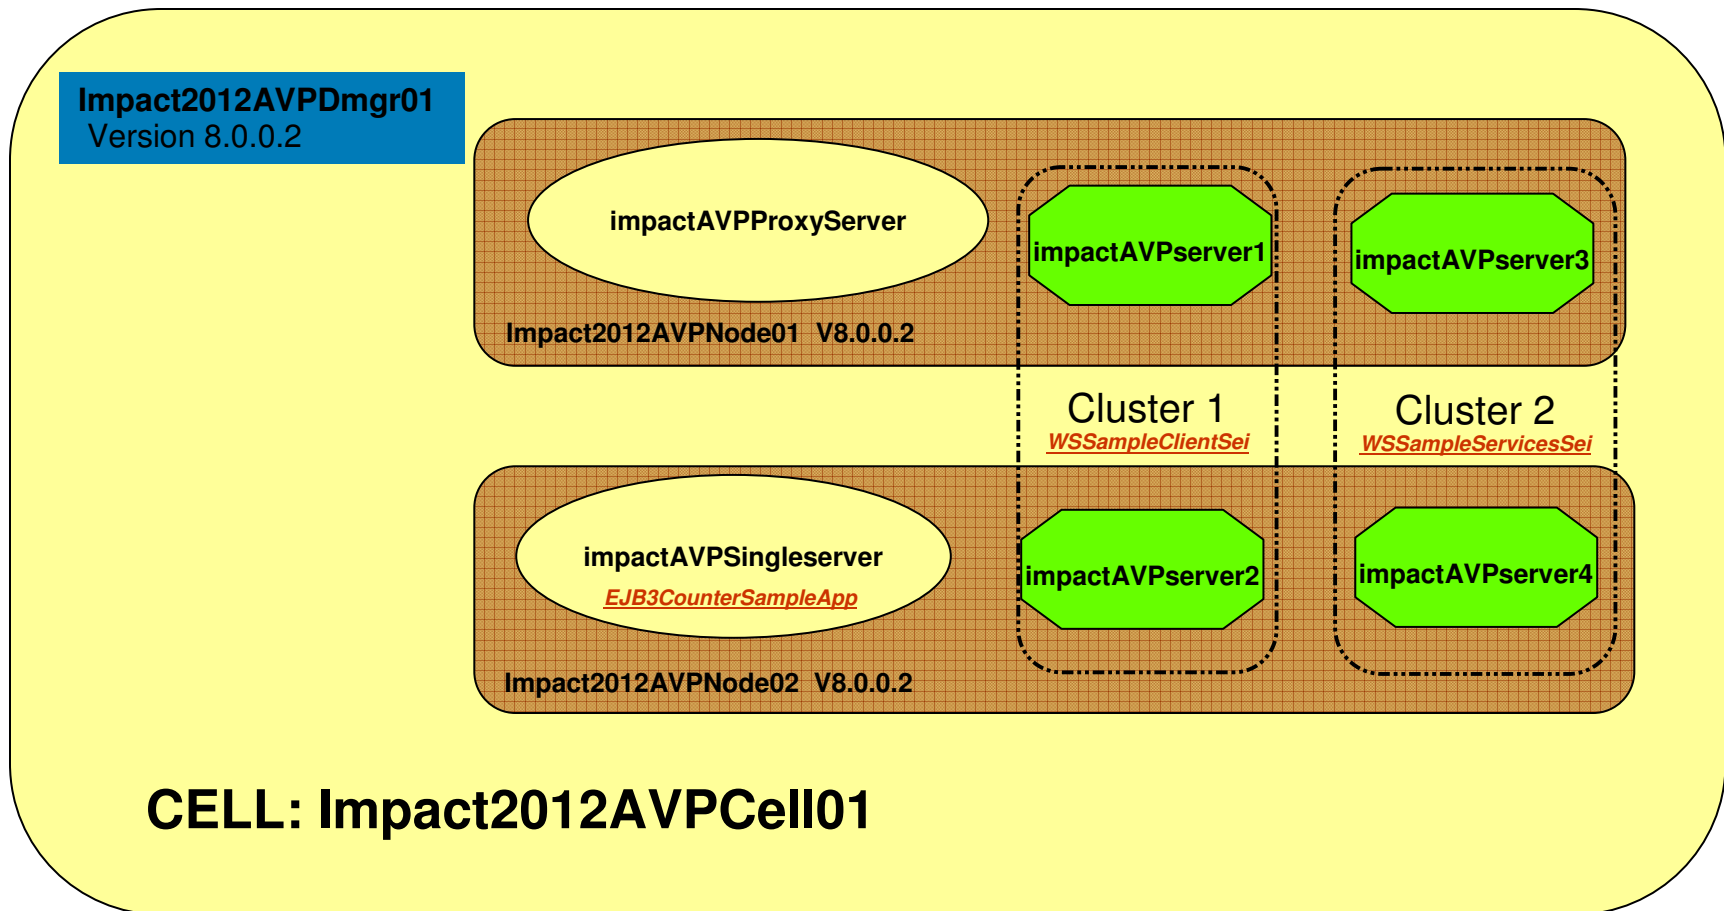 Impact2012AVPDmgr01
Version 8.0.0.2
impactAVPProxyServer
impactAVPserver1
impactAVPserver3
Impact2012AVPNode01 V8.0.0.2
Cluster 1
WSSampleClientSei
Cluster 2
WSSampleServicesSei
impactAVPSingleserver
EJB3CounterSampleApp
impactAVPserver2
impactAVPserver4
Impact2012AVPNode02 V8.0.0.2
CELL: Impact2012AVPCell01